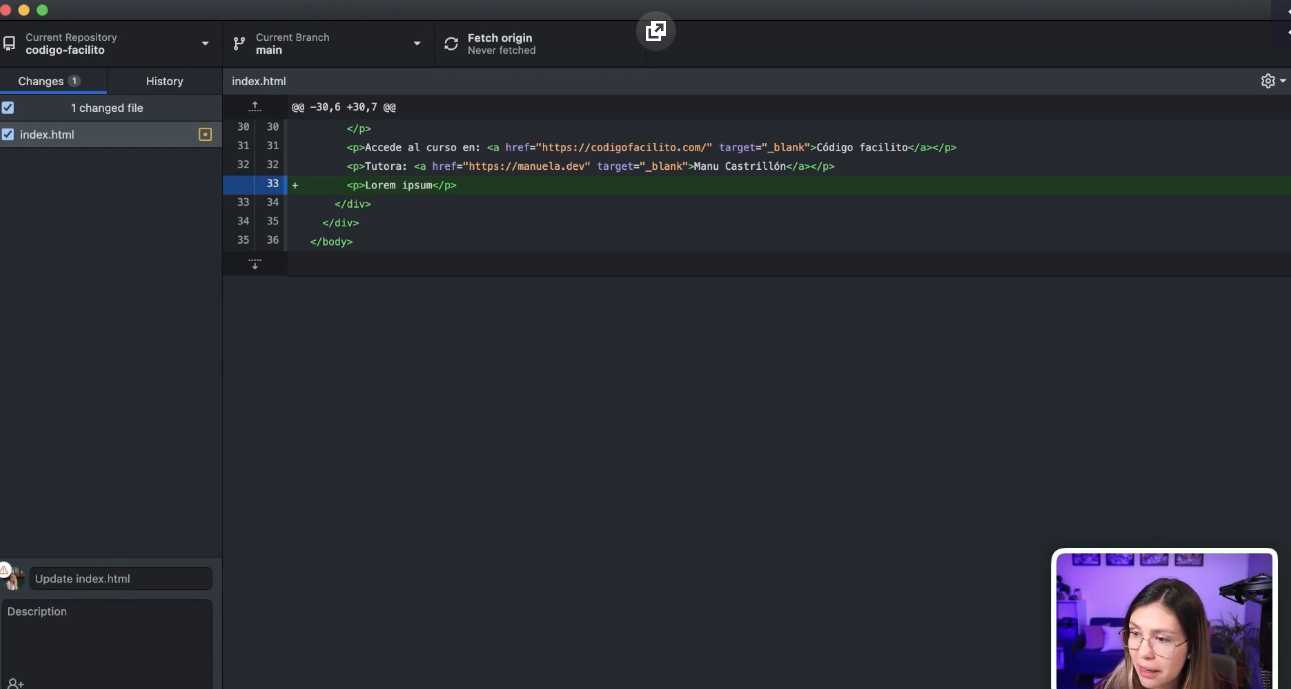 Current Repository
codigo-facilito
Current Branch
main
Fetch origin
Never fetched
Changes 1
History
index.html
1 changed file
index.html
@@ -30,6 +30,7 @@
30 30 </p>
31 31 <p>Accede al curso en: <a href="https://codigofacilito.com/" target="_blank">Código facilito</a></p>
32 32 <p>Tutora: <a href="https://manuela.dev" target="_blank">Manu Castrillón</a></p>
33 + <p>Lorem ipsum</p>
33 34 </div>
34 35 </div>
35 36 </body>
Update index.html
Description